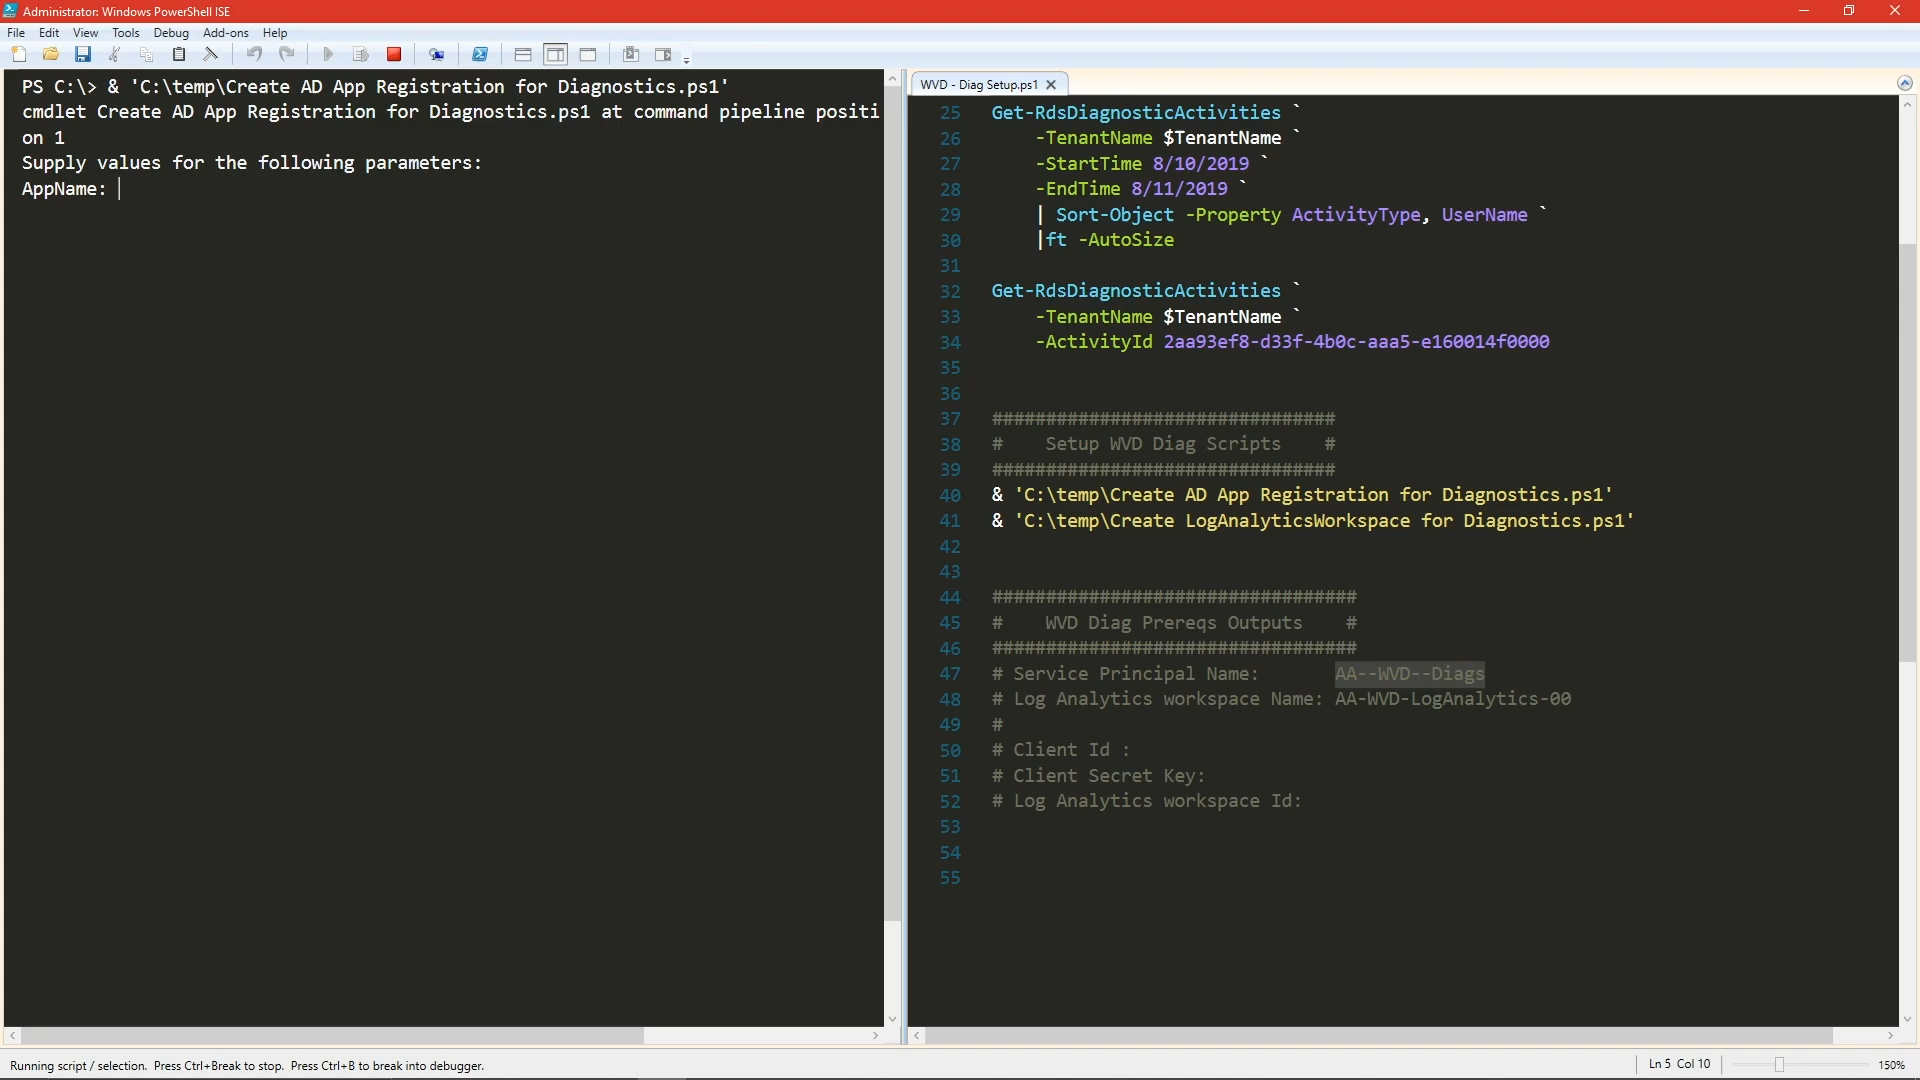 Administrator: Windows PowerShell ISE
File Edit View Tools Debug Add-ons Help
PS C:\> & 'C:\temp\Create AD App Registration for Diagnostics.ps1'
cmdlet Create AD App Registration for Diagnostics.ps1 at command pipeline positi
on 1
Supply values for the following parameters:
AppName:
WVD - Diag Setup.ps1
25 Get-RdsDiagnosticActivities `
26 -TenantName $TenantName `
27 -StartTime 8/10/2019 `
28 -EndTime 8/11/2019 `
29 | Sort-Object -Property ActivityType, UserName `
30 |ft -AutoSize
31
32 Get-RdsDiagnosticActivities `
33 -TenantName $TenantName `
34 -ActivityId 2aa93ef8-d33f-4b0c-aaa5-e160014f0000
35
36
37 ################################
38 # Setup WVD Diag Scripts #
39 ################################
40 & 'C:\temp\Create AD App Registration for Diagnostics.ps1'
41 & 'C:\temp\Create LogAnalyticsWorkspace for Diagnostics.ps1'
42
43
44 ##################################
45 # WVD Diag Prereqs Outputs #
46 ##################################
47 # Service Principal Name: AA--WVD--Diags
48 # Log Analytics workspace Name: AA-WVD-LogAnalytics-00
49 #
50 # Client Id :
51 # Client Secret Key:
52 # Log Analytics workspace Id:
53
54
55
Running script / selection. Press Ctrl+Break to stop. Press Ctrl+B to break into debugger.
Ln 5 Col 10
150%